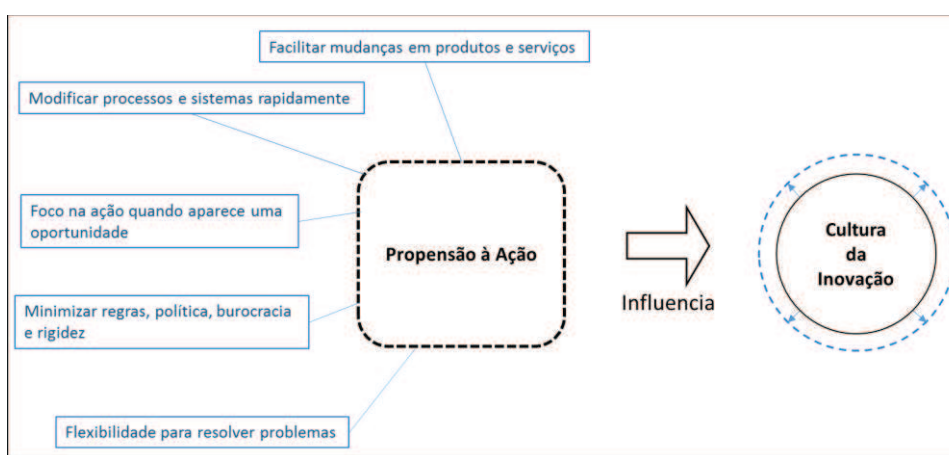 Facilitar mudanças em produtos e serviços
Modificar processos e sistemas rapidamente
Foco na ação quando aparece uma
oportunidade
Minimizar regras, política, burocracia
e rigidez
Flexibilidade para resolver problemas
Propensão à Ação
Influencia
Cultura
da
Inovação